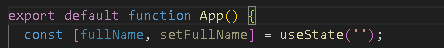 export default function App() {
const [fullName, setFullName] = useState('');